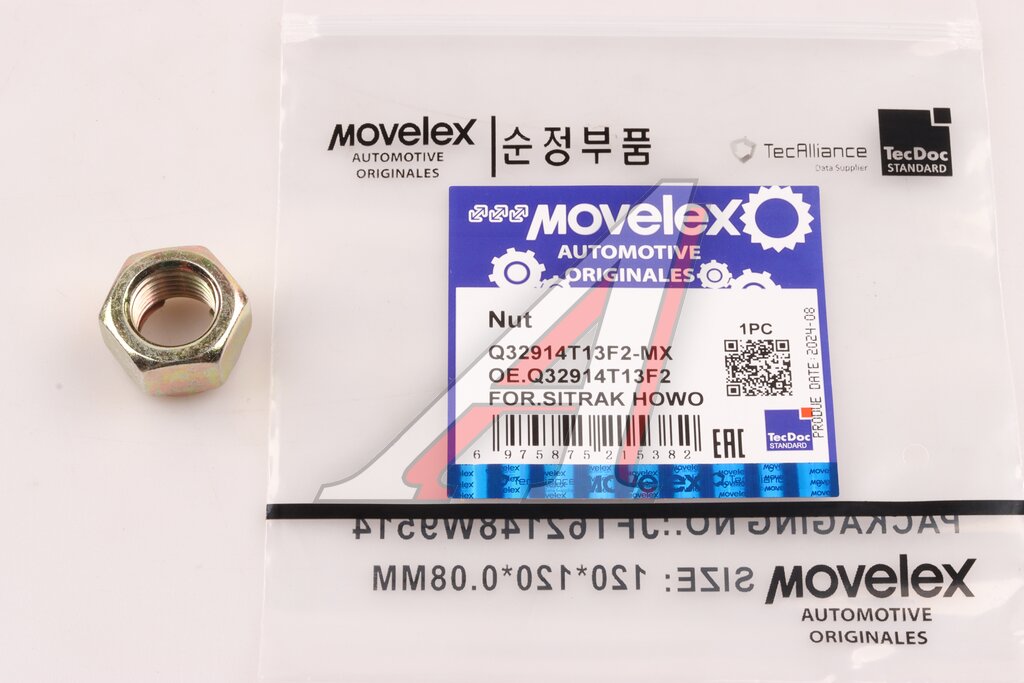 MOVELEX
AUTOMOTIVE
ORIGINALES
순정부품
TecAlliance
Data Supplier
TecDoc
STANDARD
MOVELEX
AUTOMOTIVE
ORIGINALES
Nut
Q32914T13F2-MX
OE.Q32914T13F2
FOR.SITRAK HOWO
1PC
PRODUE DATE:2024-08
6 975875 215382
EAC
TecDoc
STANDARD
MOVELEX
PACKAGING NO.:JFT62148W9514
SIZE: 120*120*0.08MM
MOVELEX
AUTOMOTIVE
ORIGINALES